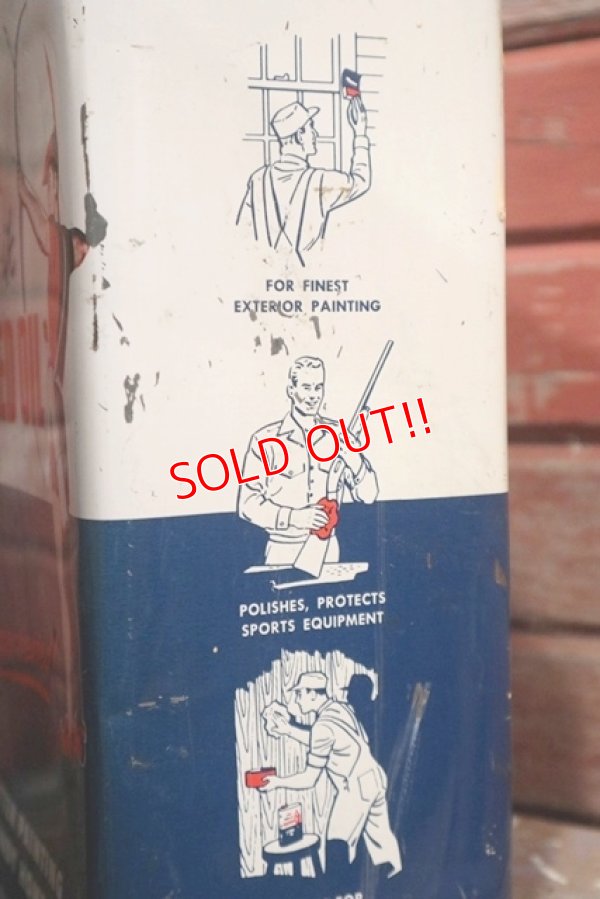 FOR FINEST
EXTERIOR PAINTING
SOLD OUT!!
POLISHES, PROTECTS
SPORTS EQUIPMENT